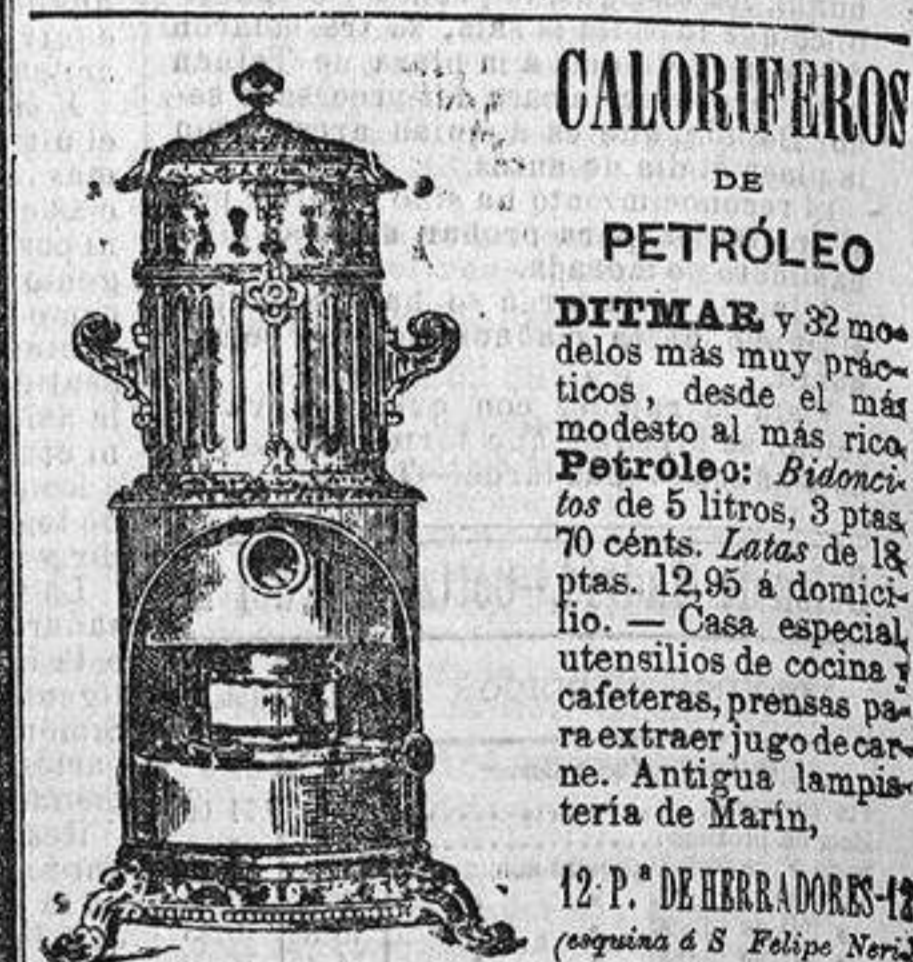 CALORIFEROS
DE
PETRÓLEO
DITMAR y 32 mo-
delos más muy prác-
ticos, desde el más
modesto al más rico.
Petroleo: Bidonci-
tos de 5 litros, 3 ptas
70 cénts. Latas de 18
ptas. 12,95 á domici-
lio. — Casa especial
utensilios de cocina y
cafeteras, prensas pa-
ra extraer jugo de car-
ne. Antigua lampis-
tería de Marín,
12-P.ª DE HERRADORES-12
(esquina á S Felipe Neri.)